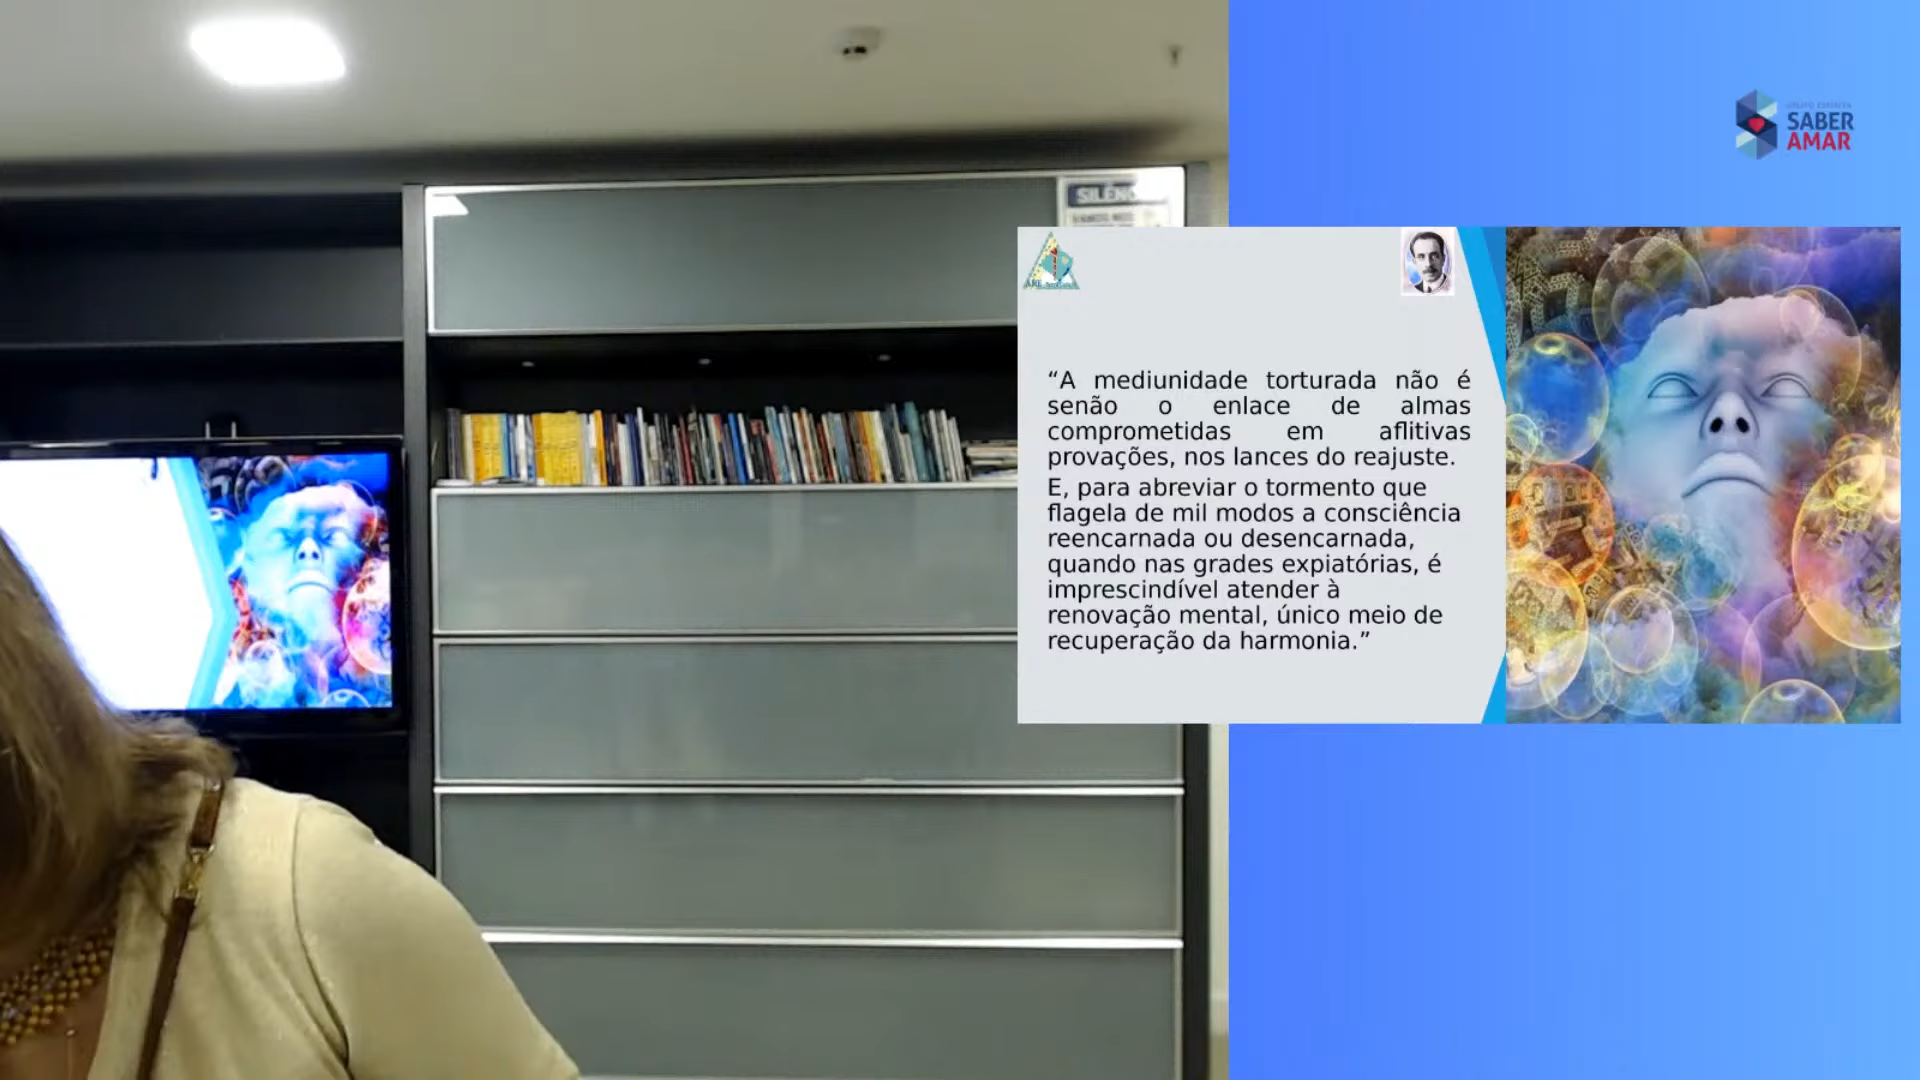 GRUPO ESPÍRITA
SABER
AMAR
“A mediunidade torturada não é
senão o enlace de almas
comprometidas em aflitivas
provações, nos lances do reajuste.
E, para abreviar o tormento que
flagela de mil modos a consciência
reencarnada ou desencarnada,
quando nas grades expiatórias, é
imprescindível atender à
renovação mental, único meio de
recuperação da harmonia.”